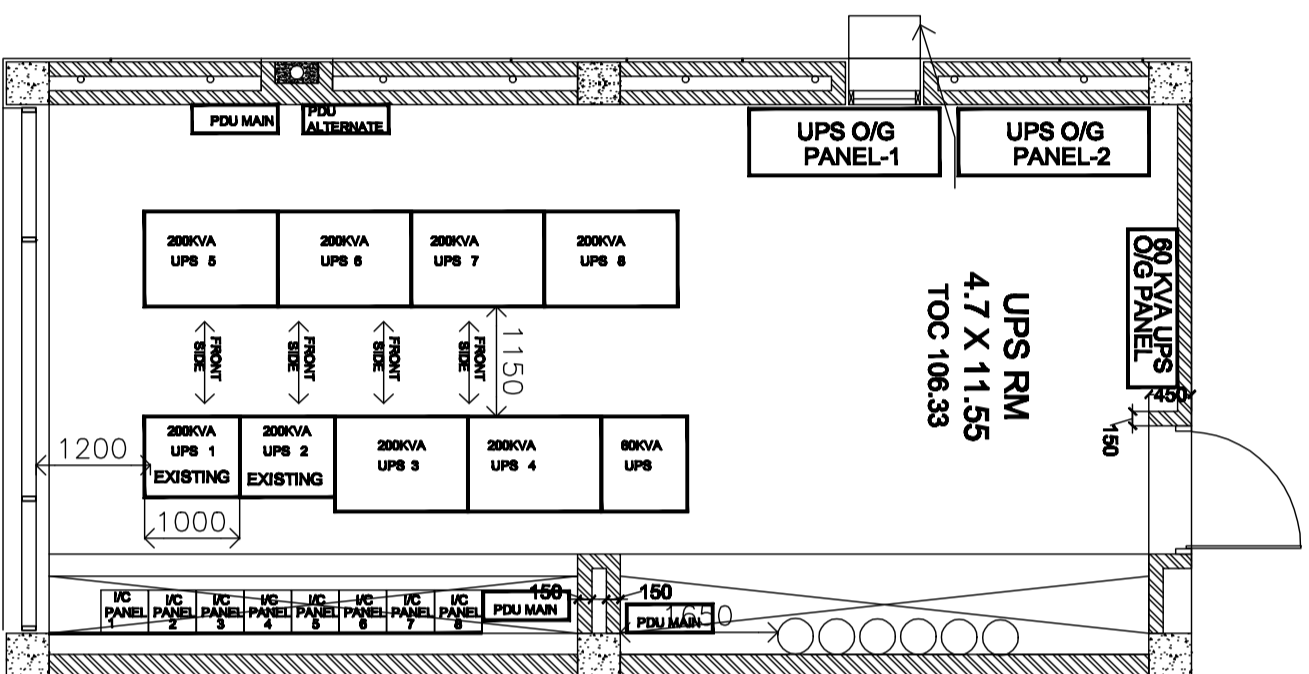 PDU MAIN
PDU
ALTERNATE
UPS O/G
PANEL-1
UPS O/G
PANEL-2
200KVA
UPS 5
200KVA
UPS 6
200KVA
UPS 7
200KVA
UPS 8
60 KVA UPS
O/G PANEL
UPS RM
4.7 X 11.55
TOC 106.33
FRONT
SIDE
FRONT
SIDE
FRONT
SIDE
FRONT
SIDE
1150
450
150
1200
200KVA
UPS 1
EXISTING
200KVA
UPS 2
EXISTING
200KVA
UPS 3
200KVA
UPS 4
60KVA
UPS
1000
I/C
PANEL
1
I/C
PANEL
2
I/C
PANEL
3
I/C
PANEL
4
I/C
PANEL
5
I/C
PANEL
6
I/C
PANEL
7
I/C
PANEL
8
150
150
PDU MAIN
PDU MAIN
1650